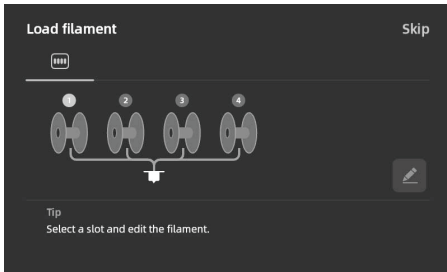 Load filament
Skip
1 2 3 4
Tip
Select a slot and edit the filament.